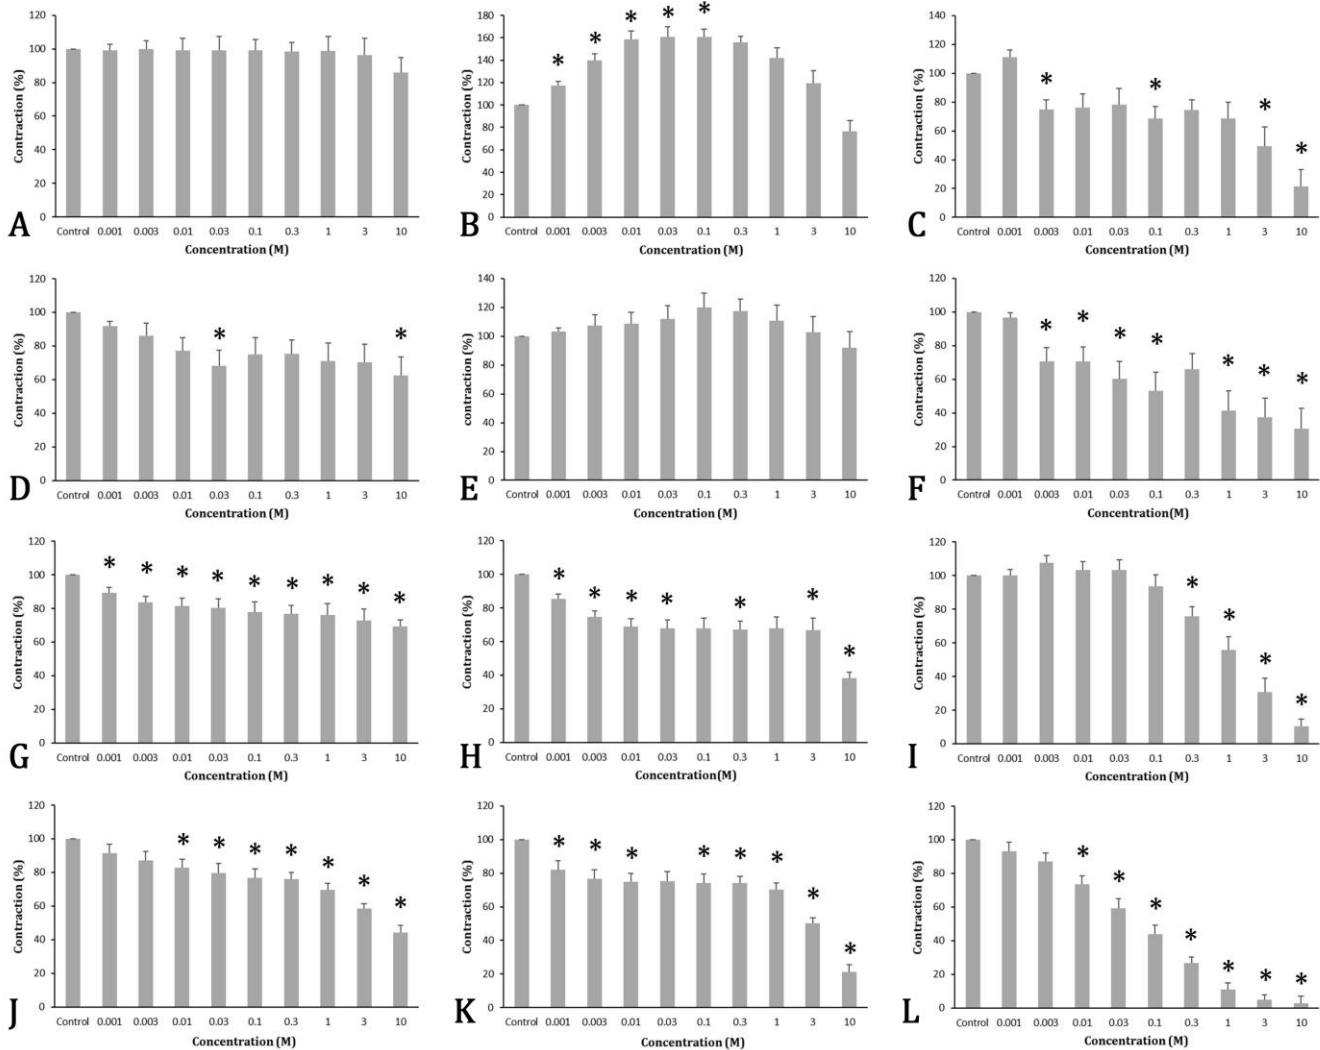 120
100
80
60
40
20
0
Contraction (%)
Control 0.001 0.003 0.01 0.03 0.1 0.3 1 3 10
Concentration (M)
A
180
160
140
120
100
80
60
40
20
0
Contraction (%)
* * * * *
Control 0.001 0.003 0.01 0.03 0.1 0.3 1 3 10
Concentration (M)
B
140
120
100
80
60
40
20
0
Contraction (%)
* * * *
Control 0.001 0.003 0.01 0.03 0.1 0.3 1 3 10
Concentration (M)
C
120
100
80
60
40
20
0
Contraction (%)
* *
Control 0.001 0.003 0.01 0.03 0.1 0.3 1 3 10
Concentration (M)
D
140
120
100
80
60
40
20
0
contraction (%)
Control 0.001 0.003 0.01 0.03 0.1 0.3 1 3 10
Concentration (M)
E
120
100
80
60
40
20
0
Contraction (%)
* * * * * * *
Control 0.001 0.003 0.01 0.03 0.1 0.3 1 3 10
Concentration(M)
F
120
100
80
60
40
20
0
Contraction (%)
* * * * * * * * *
Control 0.001 0.003 0.01 0.03 0.1 0.3 1 3 10
Concentration (M)
G
120
100
80
60
40
20
0
Contraction (%)
* * * * * * *
Control 0.001 0.003 0.01 0.03 0.1 0.3 1 3 10
Concentration(M)
H
120
100
80
60
40
20
0
Contraction (%)
* * * *
Control 0.001 0.003 0.01 0.03 0.1 0.3 1 3 10
Concentration (M)
I
120
100
80
60
40
20
0
Contraction (%)
* * * * * * *
Control 0.001 0.003 0.01 0.03 0.1 0.3 1 3 10
Concentration (M)
J
120
100
80
60
40
20
0
Contraction (%)
* * * * * * * *
Control 0.001 0.003 0.01 0.03 0.1 0.3 1 3 10
Concentration (M)
K
120
100
80
60
40
20
0
Contraction (%)
* * * * * * *
Control 0.001 0.003 0.01 0.03 0.1 0.3 1 3 10
Concentration (M)
L